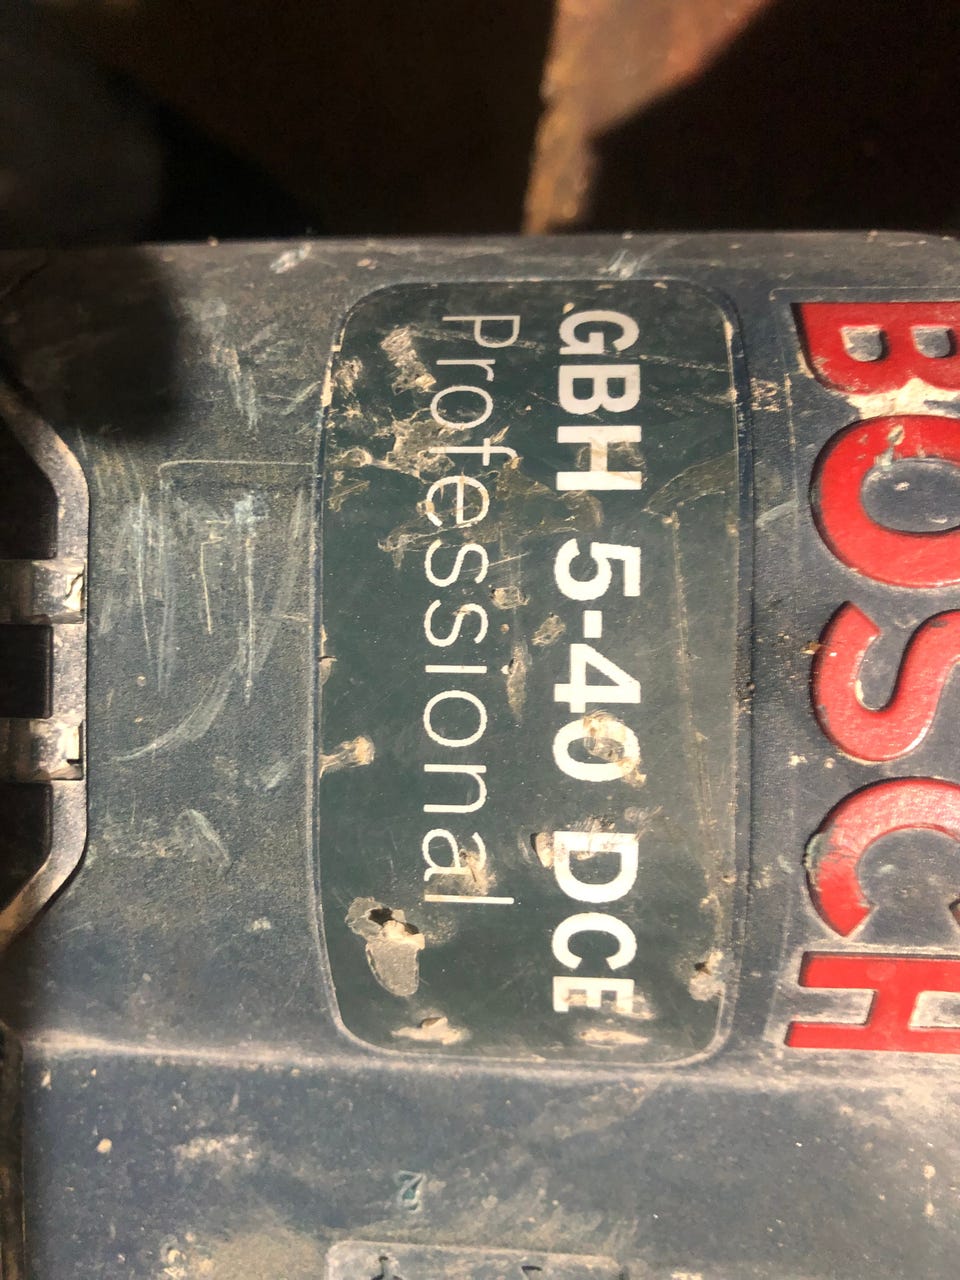 BOSCH
GBH 5-40 DCE
Professional